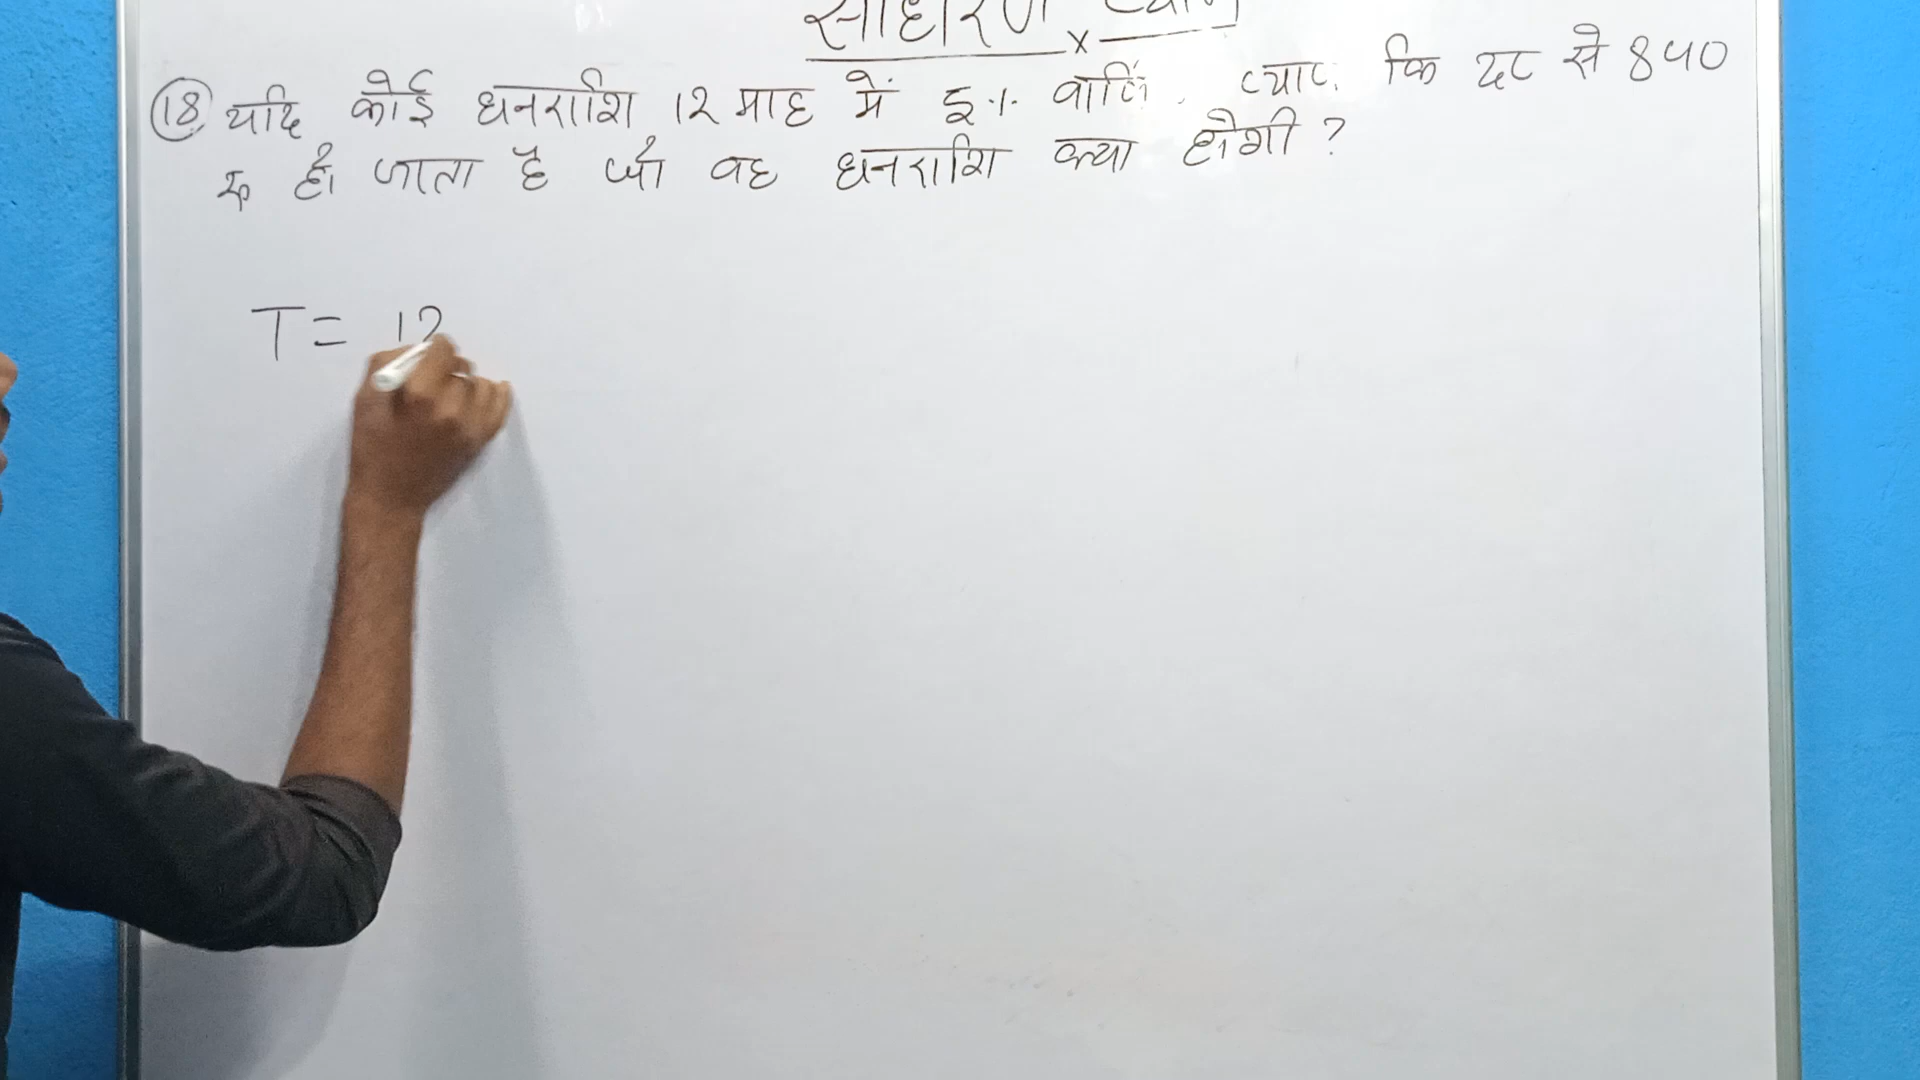 साधारण ब्याज
(18) यदि कोई धनराशि 12 माह में 5% वार्षि. ब्याज. कि दर से 840
रू हो जाता है जो वह धनराशि क्या होगी ?
T = 12